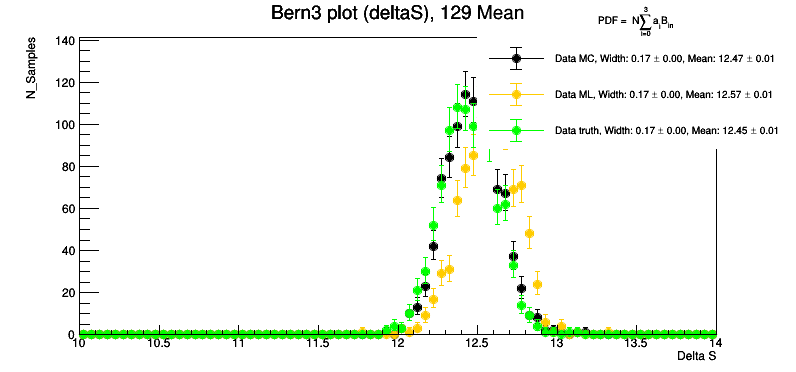 Bern3 plot (deltaS), 129 Mean
PDF = N∑aᵢBᵢₙ
3
i=0
N_Samples
Data MC, Width: 0.17 ± 0.00, Mean: 12.47 ± 0.01
Data ML, Width: 0.17 ± 0.00, Mean: 12.57 ± 0.01
Data truth, Width: 0.17 ± 0.00, Mean: 12.45 ± 0.01
140
120
100
80
60
40
20
0
10 10.5 11 11.5 12 12.5 13 13.5 14
Delta S